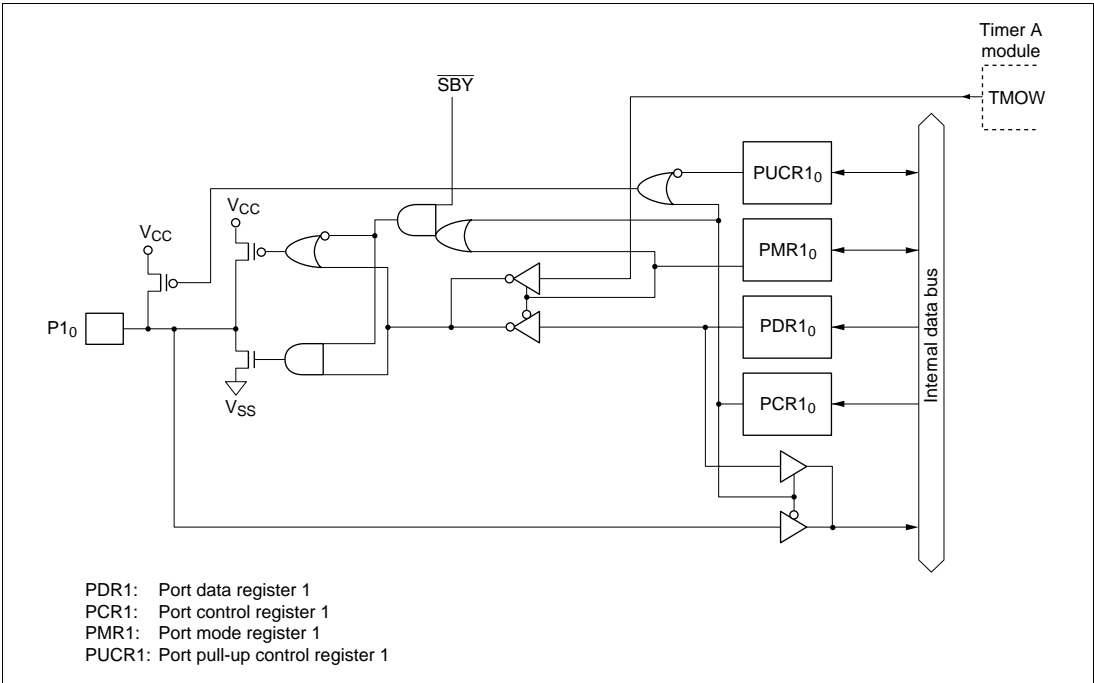 Timer A
module
SBY
TMOW
PUCR1₀
VCC
VCC
PMR1₀
P1₀
PDR1₀
Internal data bus
PCR1₀
VSS
PDR1: Port data register 1
PCR1: Port control register 1
PMR1: Port mode register 1
PUCR1: Port pull-up control register 1